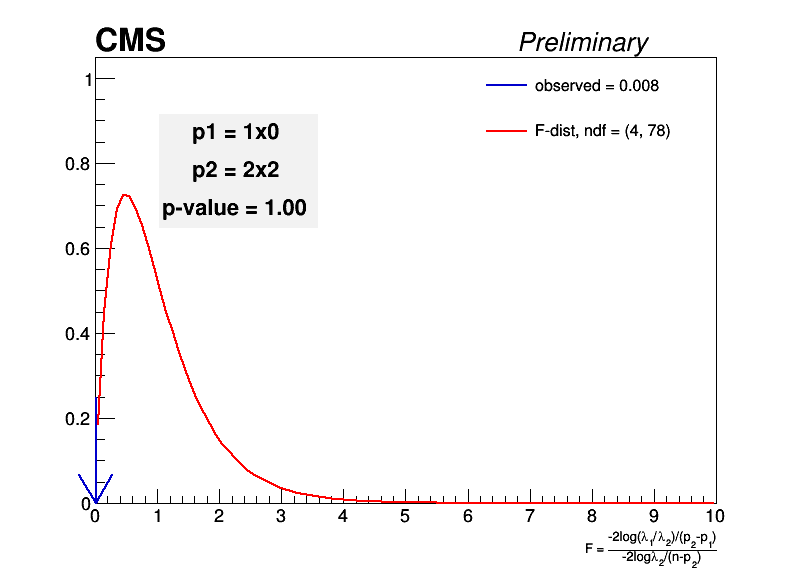 CMS Preliminary
observed = 0.008
F-dist, ndf = (4, 78)
p1 = 1x0
p2 = 2x2
p-value = 1.00
1
0.8
0.6
0.4
0.2
0
0 1 2 3 4 5 6 7 8 9 10
F = -2log(λ₁/λ₂)/(p₂-p₁)
-2logλ₂/(n-p₂)